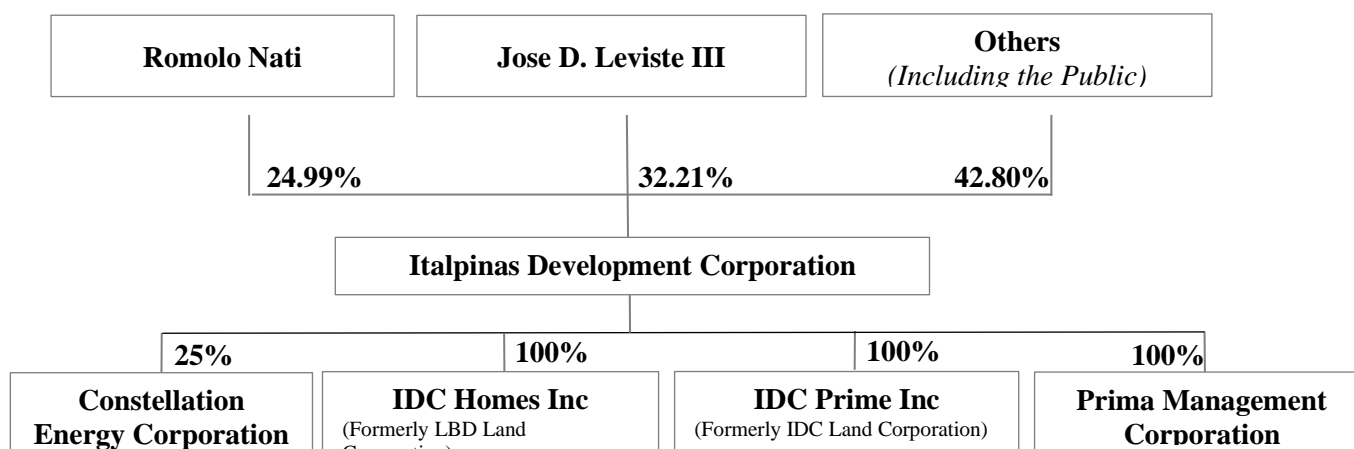 Romolo Nati
Jose D. Leviste III
Others
(Including the Public)
24.99%
32.21%
42.80%
Italpinas Development Corporation
25%
100%
100%
100%
Constellation
Energy Corporation
IDC Homes Inc
(Formerly LBD Land
IDC Prime Inc
(Formerly IDC Land Corporation)
Prima Management
Corporation